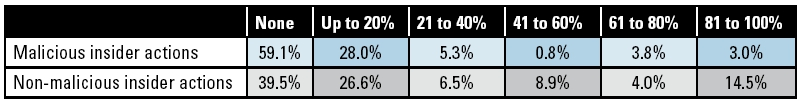 None Up to 20% 21 to 40% 41 to 60% 61 to 80% 81 to 100%
Malicious insider actions 59.1% 28.0% 5.3% 0.8% 3.8% 3.0%
Non-malicious insider actions 39.5% 26.6% 6.5% 8.9% 4.0% 14.5%